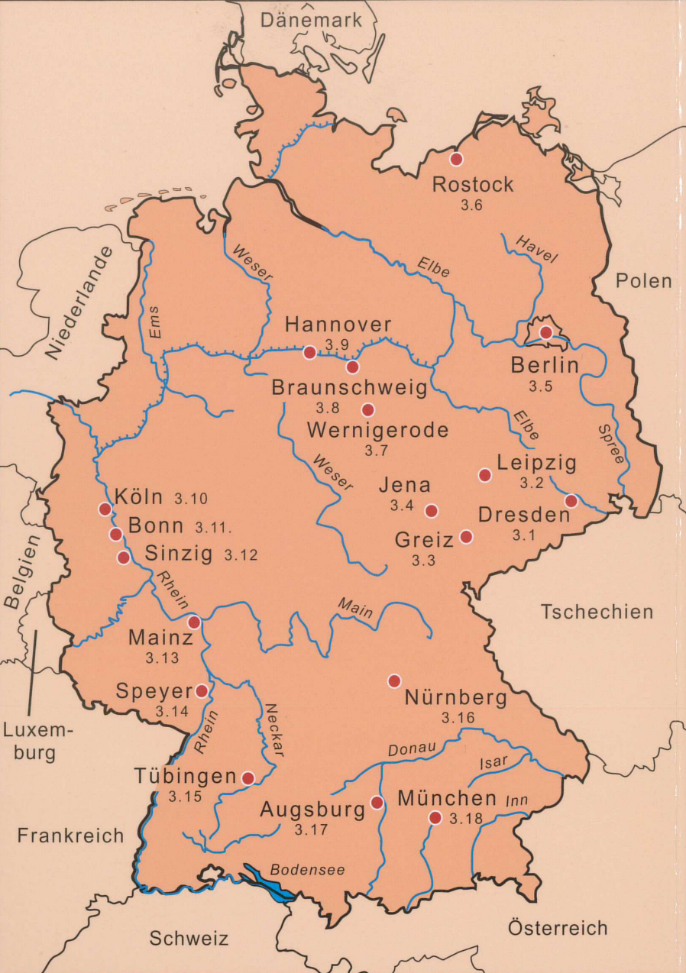 Dänemark
Rostock
3.6
Havel
Polen
Niederlande
Weser
Elbe
Ems
Hannover
3.9
Berlin
3.5
Braunschweig
3.8
Wernigerode
3.7
Elbe
Spree
Weser
Leipzig
3.2
Jena
3.4
Dresden
3.1
Köln 3.10
Bonn 3.11.
Greiz
3.3
Sinzig 3.12
Belgien
Rhein
Main
Tschechien
Mainz
3.13
Speyer
3.14
Nürnberg
3.16
Luxem-
burg
Rhein
Neckar
Donau
Isar
Tübingen
3.15
Augsburg
3.17
München
3.18
Inn
Frankreich
Bodensee
Schweiz
Österreich